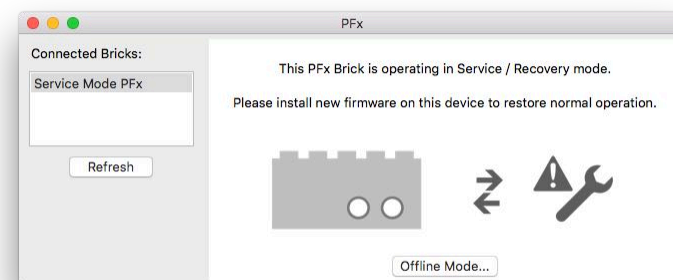 PFx
Connected Bricks:
Service Mode PFx
Refresh
This PFx Brick is operating in Service / Recovery mode.
Please install new firmware on this device to restore normal operation.
Offline Mode...